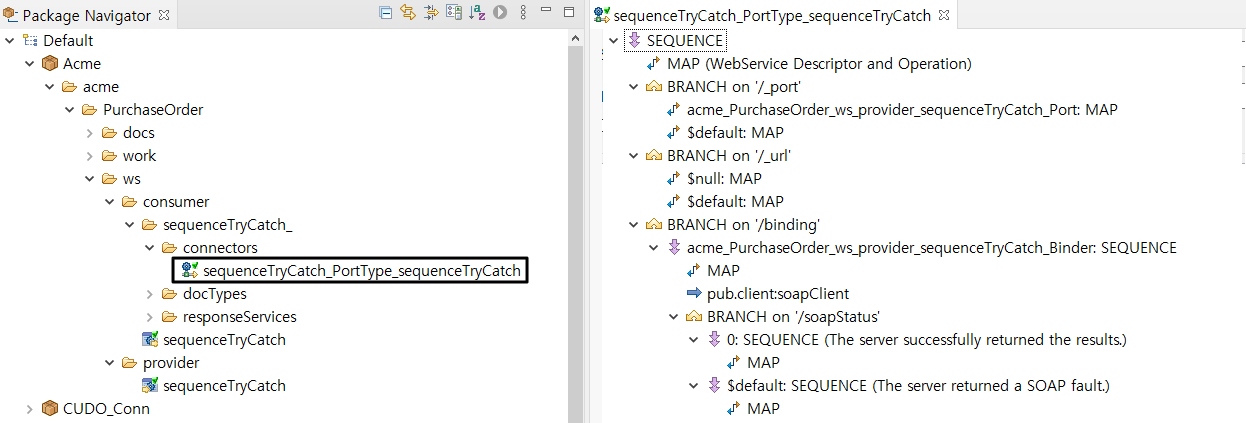 Package Navigator
Default
Acme
acme
PurchaseOrder
docs
work
ws
consumer
sequenceTryCatch_
connectors
sequenceTryCatch_PortType_sequenceTryCatch
docTypes
responseServices
sequenceTryCatch
provider
sequenceTryCatch
CUDO_Conn
sequenceTryCatch_PortType_sequenceTryCatch
SEQUENCE
MAP (WebService Descriptor and Operation)
BRANCH on '/_port'
acme_PurchaseOrder_ws_provider_sequenceTryCatch_Port: MAP
$default: MAP
BRANCH on '/_url'
$null: MAP
$default: MAP
BRANCH on '/binding'
acme_PurchaseOrder_ws_provider_sequenceTryCatch_Binder: SEQUENCE
MAP
pub.client:soapClient
BRANCH on '/soapStatus'
0: SEQUENCE (The server successfully returned the results.)
MAP
$default: SEQUENCE (The server returned a SOAP fault.)
MAP